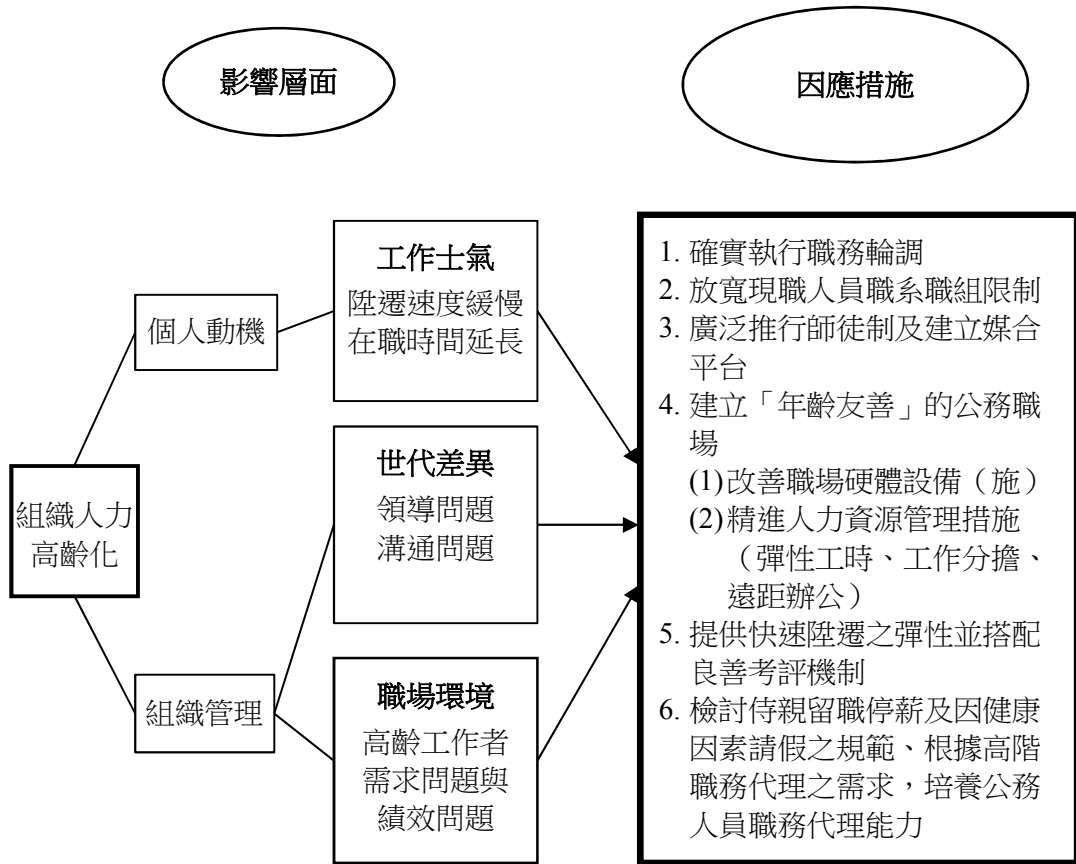 影響層面
因應措施
組織人力
高齡化
個人動機
組織管理
工作士氣
陞遷速度緩慢
在職時間延長
世代差異
領導問題
溝通問題
職場環境
高齡工作者
需求問題與
績效問題
1. 確實執行職務輪調
2. 放寬現職人員職系職組限制
3. 廣泛推行師徒制及建立媒合
平台
4. 建立「年齡友善」的公務職
場
(1)改善職場硬體設備（施）
(2)精進人力資源管理措施
（彈性工時、工作分擔、
遠距辦公）
5. 提供快速陞遷之彈性並搭配
良善考評機制
6. 檢討侍親留職停薪及因健康
因素請假之規範、根據高階
職務代理之需求，培養公務
人員職務代理能力